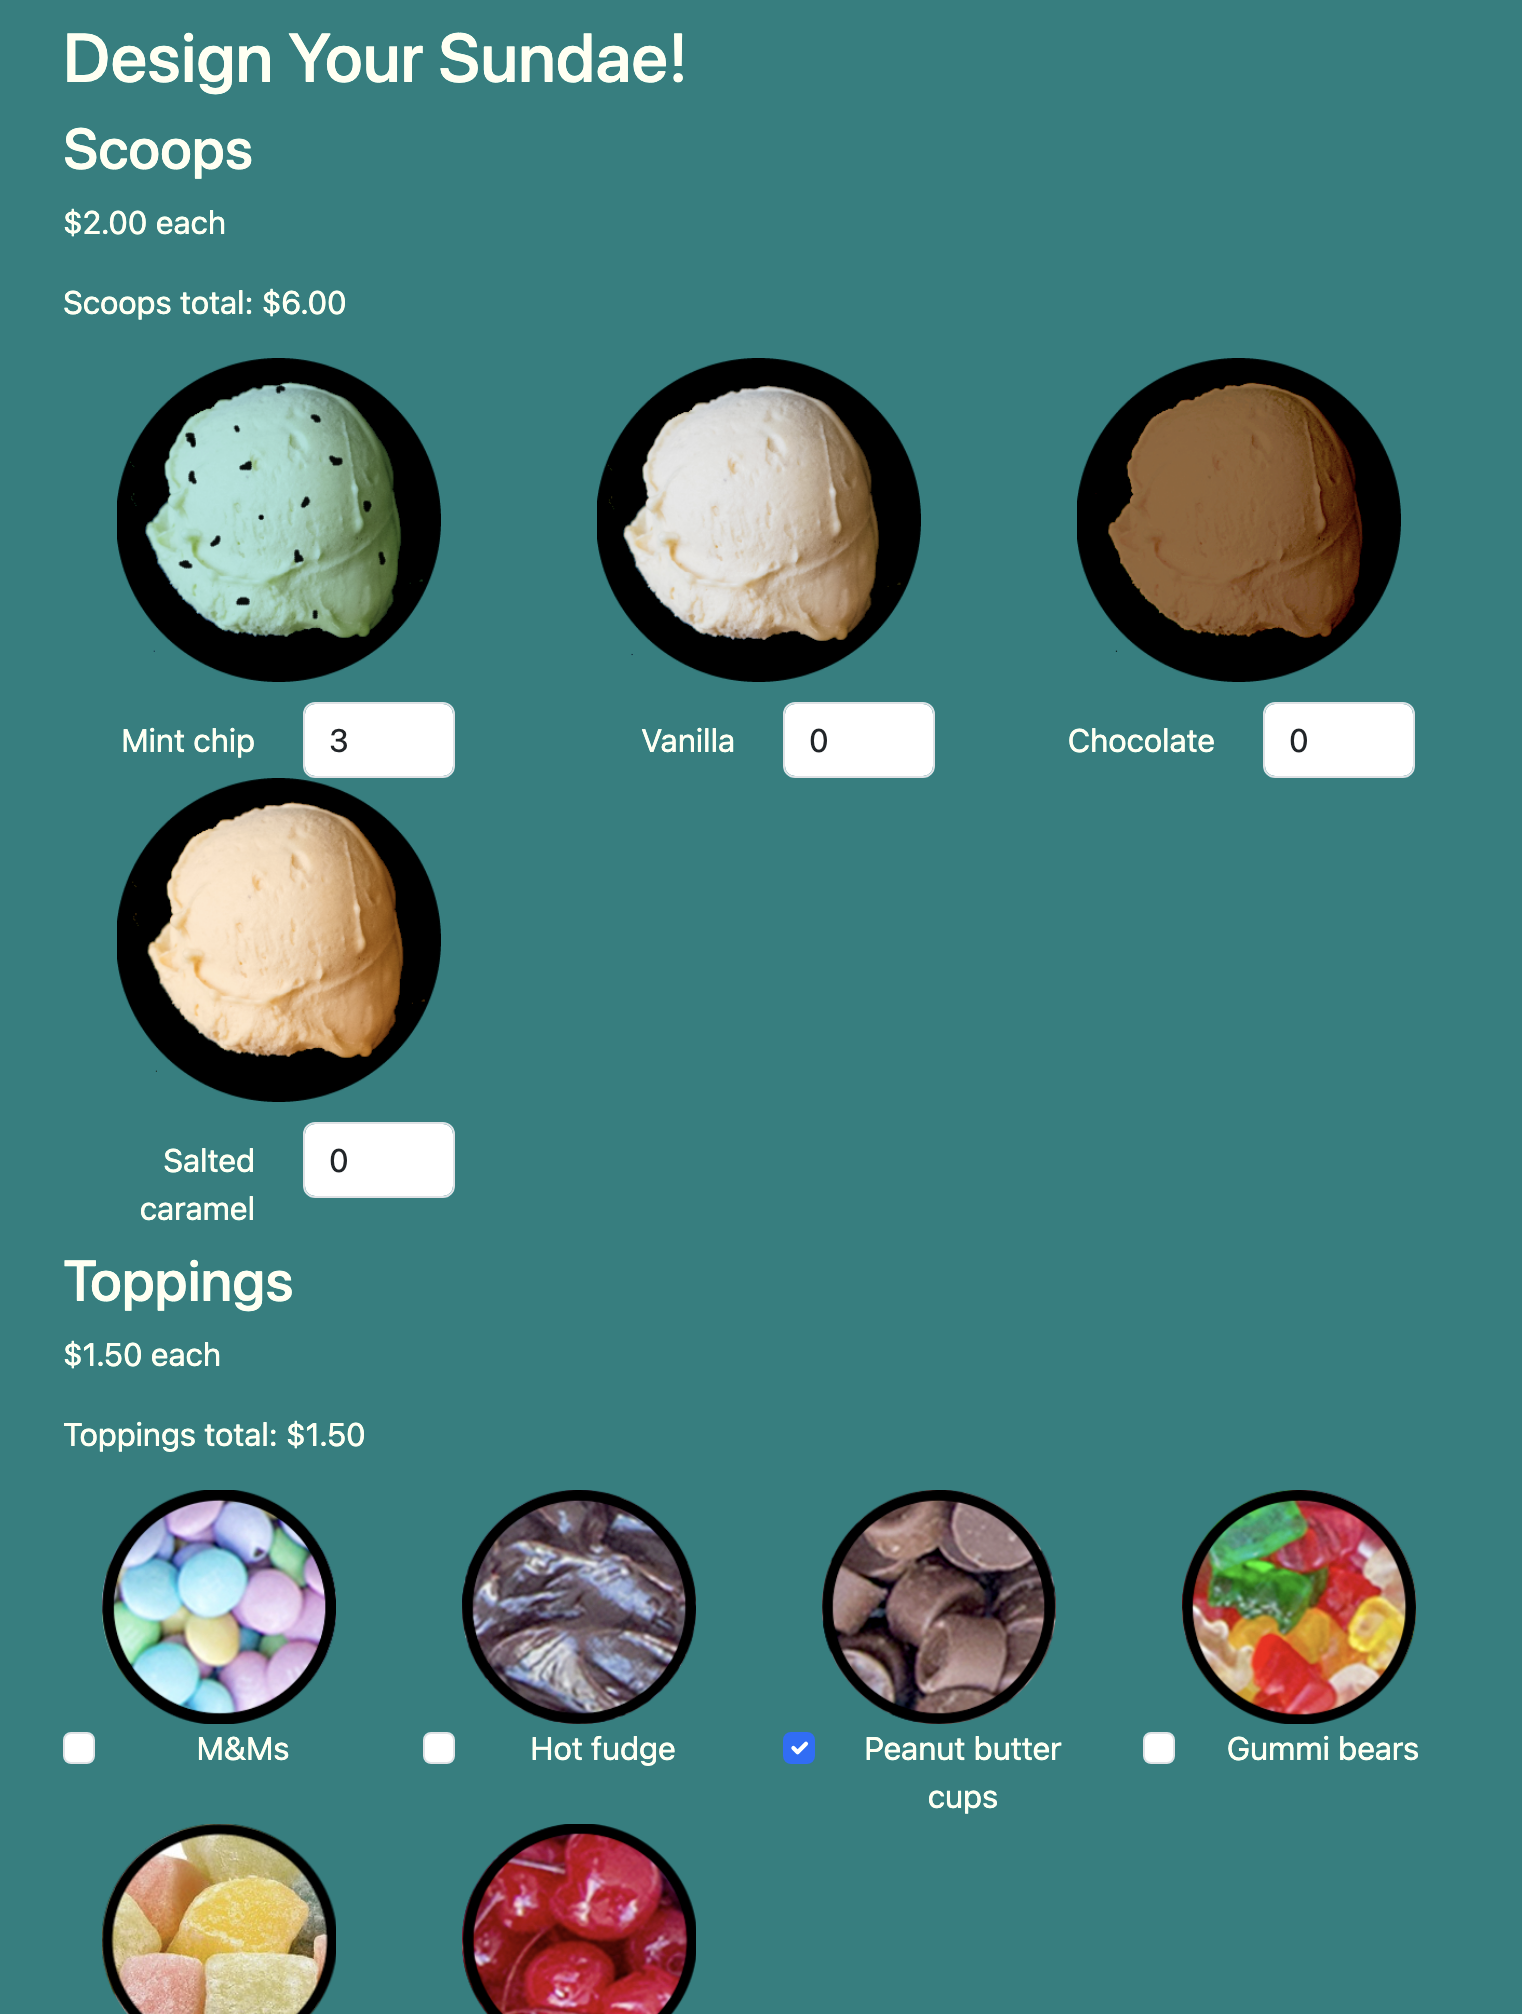 Design Your Sundae!
Scoops
$2.00 each
Scoops total: $6.00
Mint chip 3
Vanilla 0
Chocolate 0
Salted
caramel
0
Toppings
$1.50 each
Toppings total: $1.50
M&Ms
Hot fudge
Peanut butter
cups
Gummi bears